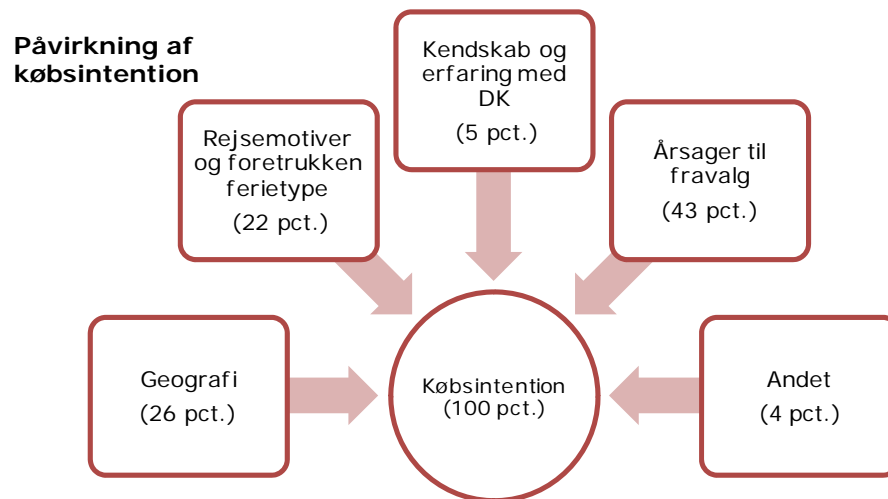 Påvirkning af
købsintention
Kendskab og
erfaring med
DK
(5 pct.)
Rejsemotiver
og foretrukken
ferietype
(22 pct.)
Årsager til
fravalg
(43 pct.)
Geografi
(26 pct.)
Købsintention
(100 pct.)
Andet
(4 pct.)